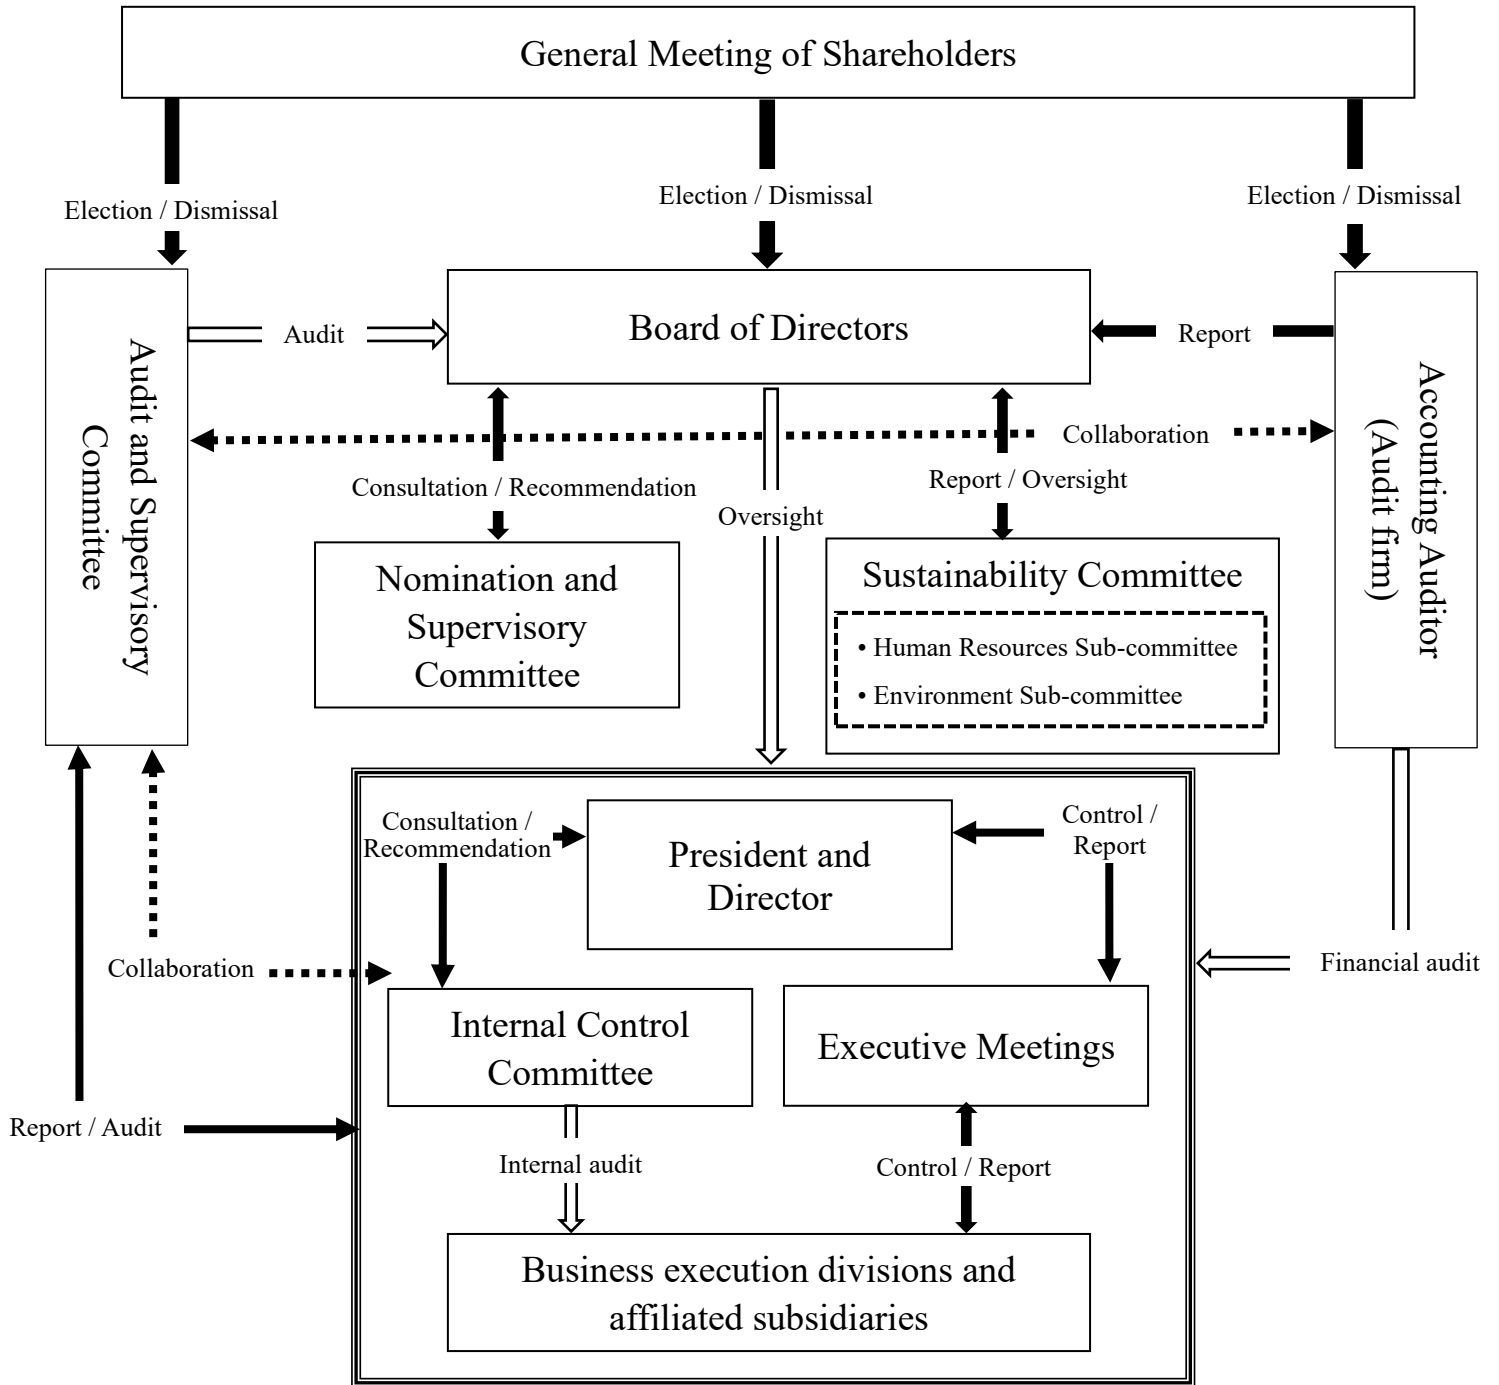 General Meeting of Shareholders
Election / Dismissal
Election / Dismissal
Election / Dismissal
Audit and Supervisory
Committee
Audit
Board of Directors
Report
Accounting Auditor
(Audit firm)
Collaboration
Consultation / Recommendation
Report / Oversight
Oversight
Nomination and
Supervisory
Committee
Sustainability Committee
• Human Resources Sub-committee
• Environment Sub-committee
Consultation /
Recommendation
President and
Director
Control /
Report
Collaboration
Financial audit
Internal Control
Committee
Executive Meetings
Report / Audit
Internal audit
Control / Report
Business execution divisions and
affiliated subsidiaries